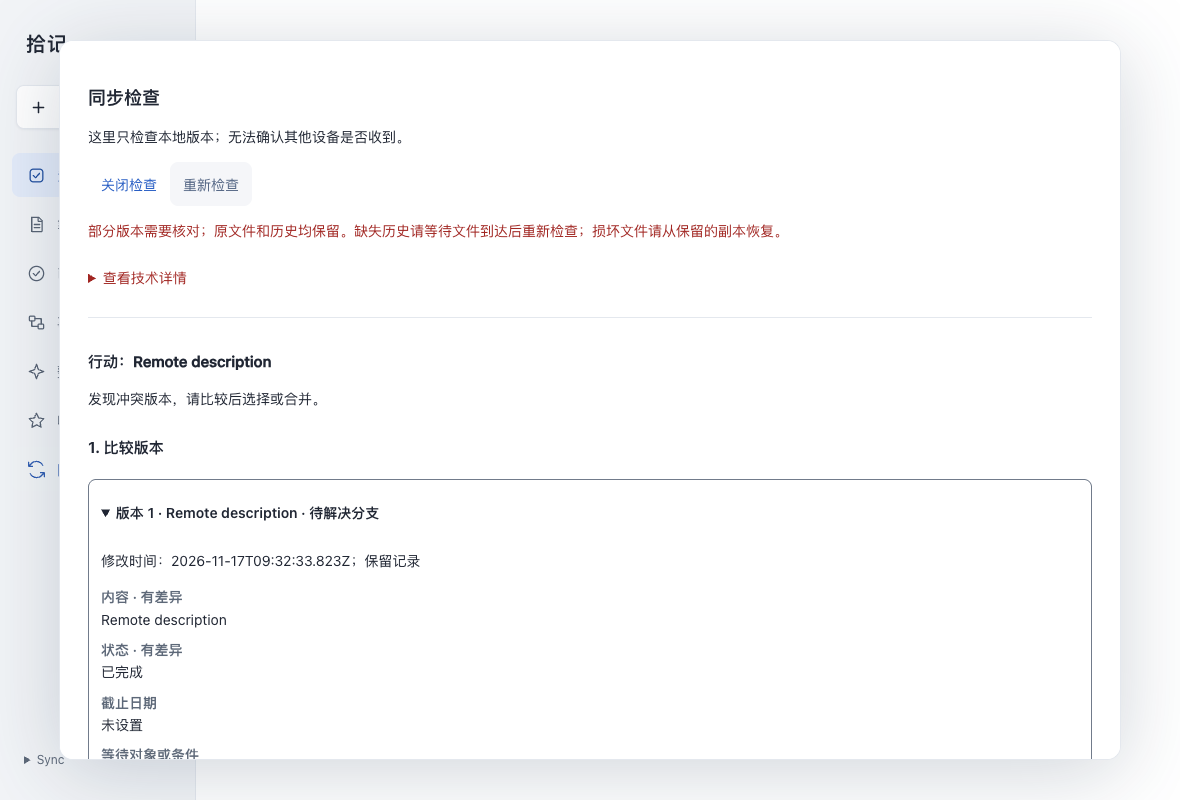 拾记
同步检查
这里只检查本地版本；无法确认其他设备是否收到。
关闭检查 重新检查
部分版本需要核对；原文件和历史均保留。缺失历史请等待文件到达后重新检查；损坏文件请从保留的副本恢复。
查看技术详情
行动：Remote description
发现冲突版本，请比较后选择或合并。
1. 比较版本
版本 1 · Remote description · 待解决分支
修改时间：2026-11-17T09:32:33.823Z；保留记录
内容 · 有差异
Remote description
状态 · 有差异
已完成
截止日期
未设置
等待对象或条件
Sync